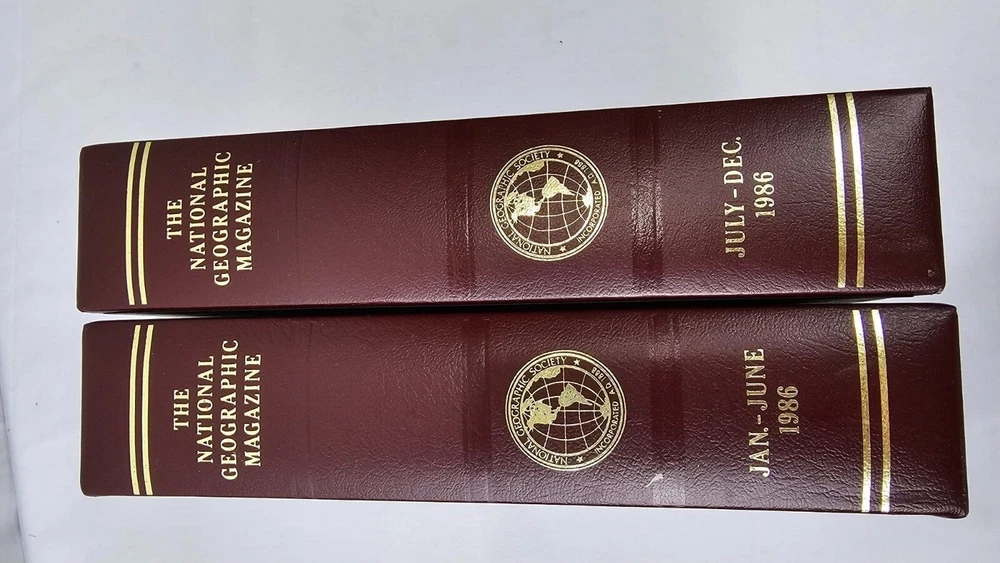 THE
NATIONAL
GEOGRAPHIC
MAGAZINE
NATIONAL GEOGRAPHIC SOCIETY ★ A.D. 1888 INCORPORATED ★
JULY-DEC.
1986
THE
NATIONAL
GEOGRAPHIC
MAGAZINE
NATIONAL GEOGRAPHIC SOCIETY ★ A.D. 1888 INCORPORATED ★
JAN.-JUNE
1986